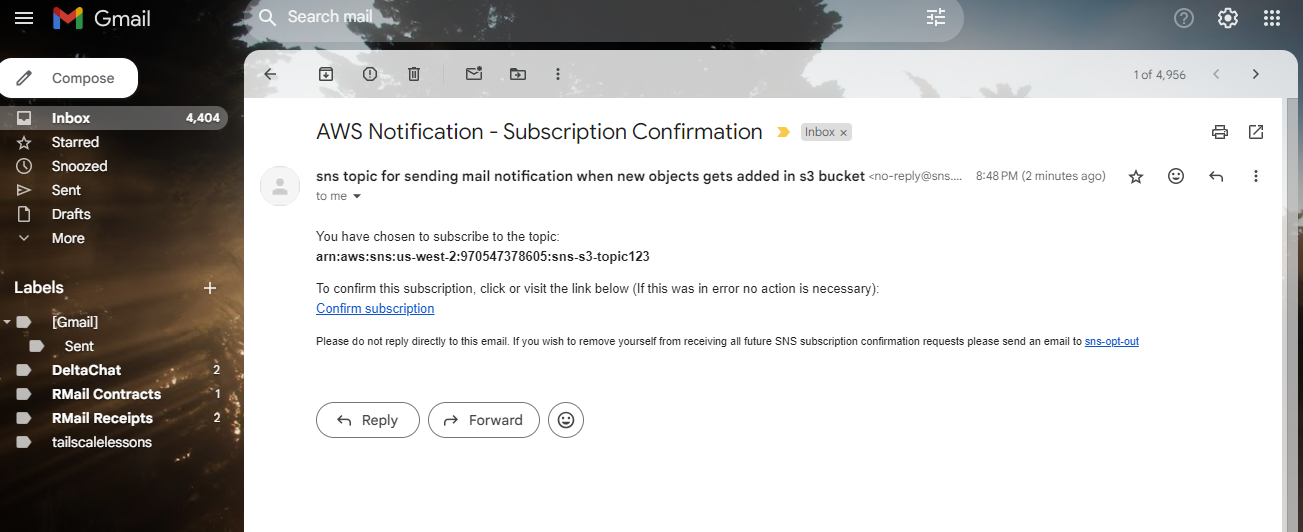 Gmail
Search mail
Compose
1 of 4,956
Inbox 4,404
Starred
Snoozed
Sent
Drafts
More
Labels
[Gmail]
Sent
DeltaChat 2
RMail Contracts 1
RMail Receipts 2
tailscalelessons
AWS Notification - Subscription Confirmation Inbox x
sns topic for sending mail notification when new objects gets added in s3 bucket <no-reply@sns.... 8:48 PM (2 minutes ago)
to me
You have chosen to subscribe to the topic:
arn:aws:sns:us-west-2:970547378605:sns-s3-topic123
To confirm this subscription, click or visit the link below (If this was in error no action is necessary):
Confirm subscription
Please do not reply directly to this email. If you wish to remove yourself from receiving all future SNS subscription confirmation requests please send an email to sns-opt-out
Reply
Forward